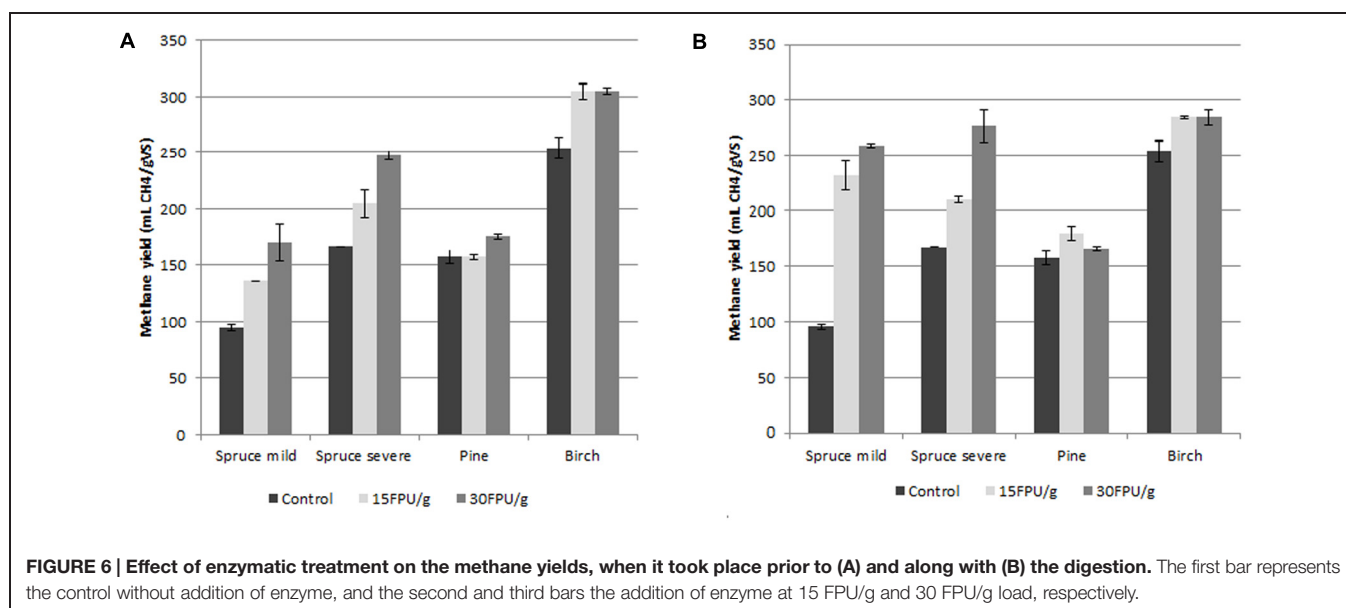 A
350
300
250
200
150
100
50
0
Methane yield (mL CH4/gVS)
Spruce mild Spruce severe Pine Birch
Control 15FPU/g 30FPU/g
B
350
300
250
200
150
100
50
0
Methane yield (mL CH4/gVS)
Spruce mild Spruce severe Pine Birch
Control 15FPU/g 30FPU/g
FIGURE 6 | Effect of enzymatic treatment on the methane yields, when it took place prior to (A) and along with (B) the digestion. The first bar represents
the control without addition of enzyme, and the second and third bars the addition of enzyme at 15 FPU/g and 30 FPU/g load, respectively.